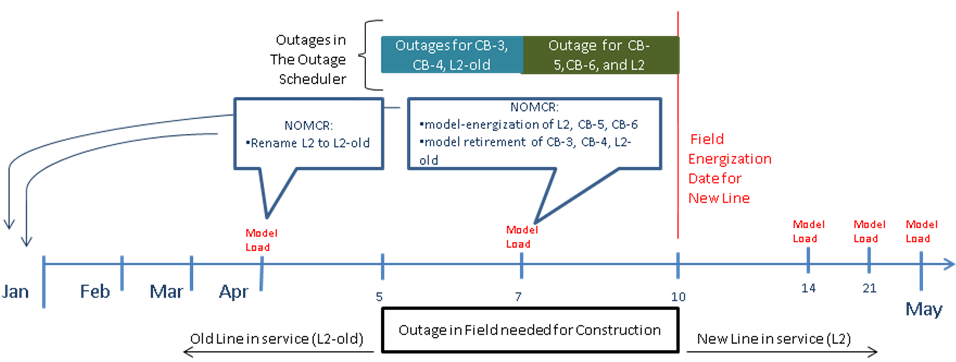 Outages in
The Outage
Scheduler
Outages for CB-3,
CB-4, L2-old
Outage for CB-
5,CB-6, and L2
NOMCR:
▪Rename L2 to L2-old
NOMCR:
▪model-energization of L2, CB-5, CB-6
▪model retirement of CB-3, CB-4, L2-
old
Field
Energization
Date for
New Line
Model
Load
Model
Load
Model
Load
Model
Load
Model
Load
Jan
Feb
Mar
Apr
5
7
10
14
21
May
Old Line in service (L2-old)
Outage in Field needed for Construction
New Line in service (L2)